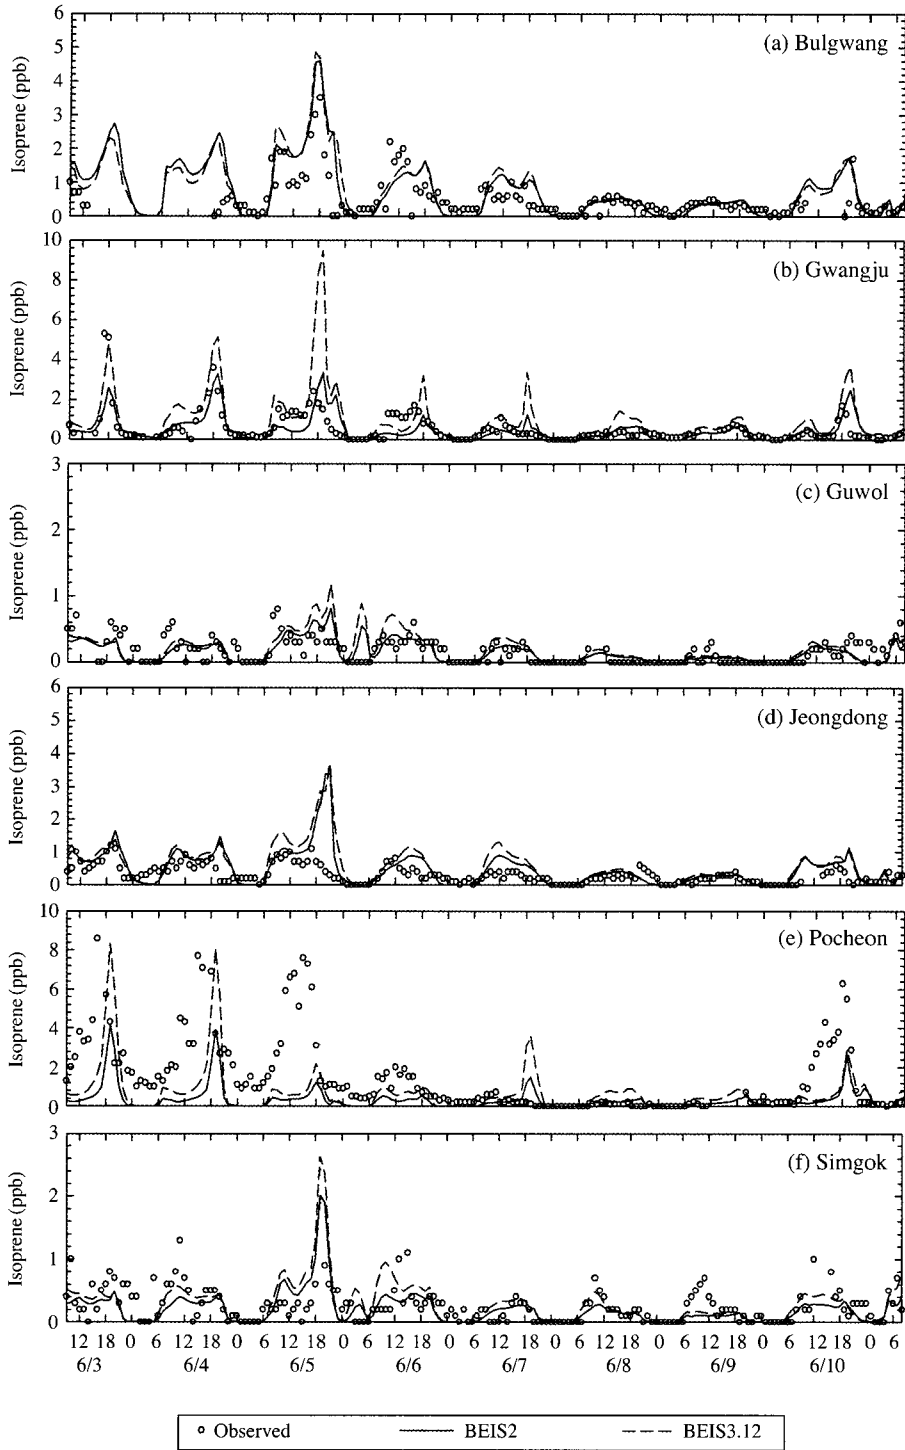 (a) Bulgwang
Isoprene (ppb)
6
5
4
3
2
1
0
(b) Gwangju
Isoprene (ppb)
10
8
6
4
2
0
(c) Guwol
Isoprene (ppb)
3
2
1
0
(d) Jeongdong
Isoprene (ppb)
6
5
4
3
2
1
0
(e) Pocheon
Isoprene (ppb)
10
8
6
4
2
0
(f) Simgok
Isoprene (ppb)
3
2
1
0
12 18 0 6 12 18 0 6 12 18 0 6 12 18 0 6 12 18 0 6 12 18 0 6 12 18 0 6 12 18 0 6
6/3 6/4 6/5 6/6 6/7 6/8 6/9 6/10
Observed BEIS2 BEIS3.12